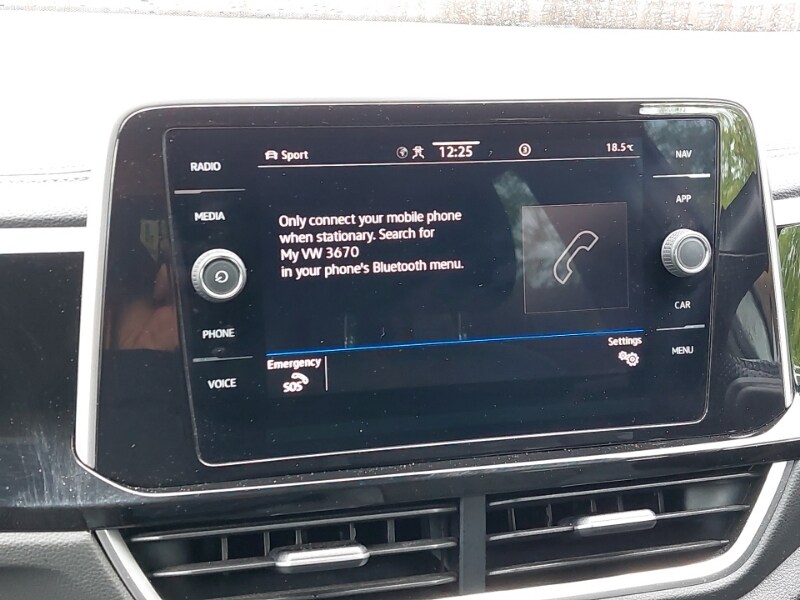 RADIO
MEDIA
PHONE
VOICE
Sport
12:25
3
18.5°C
Only connect your mobile phone
when stationary. Search for
My VW 3670
in your phone's Bluetooth menu.
Emergency
SOS
Settings
NAV
APP
CAR
MENU